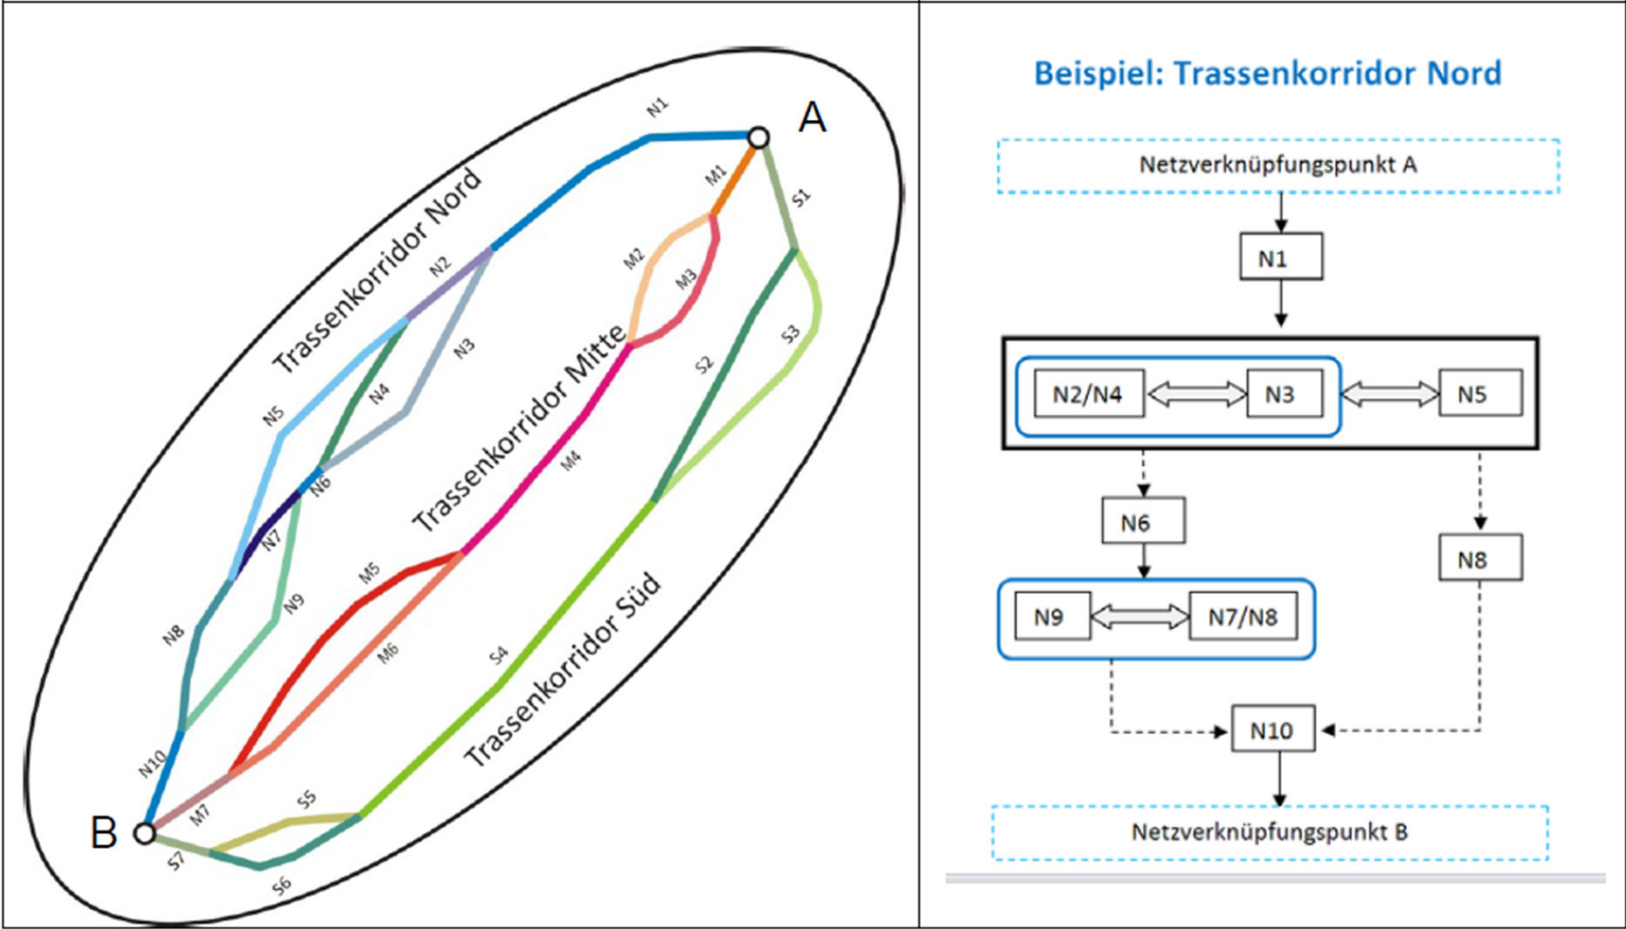 A
N1
M1
S1
Trassenkorridor Nord
N2
M2
M3
N3
S3
S2
Trassenkorridor Mitte
N4
N5
M4
N6
N7
M5
N9
N8
M6
S4
Trassenkorridor Süd
N10
M7
S5
B
S7
S6
Beispiel: Trassenkorridor Nord
Netzverknüpfungspunkt A
N1
N2/N4
N3
N5
N6
N8
N9
N7/N8
N10
Netzverknüpfungspunkt B